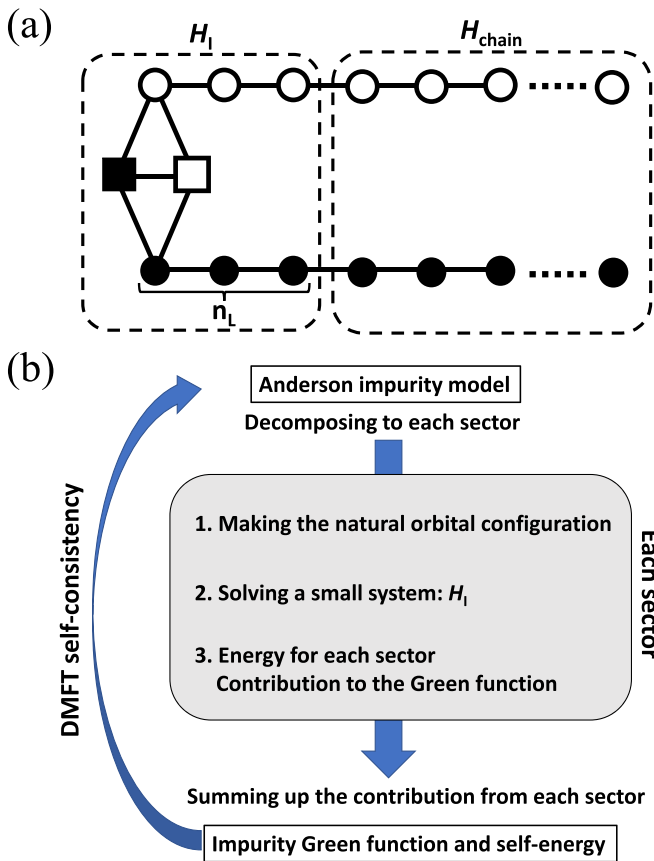 (a)
H_I
H_chain
n_L
(b)
Anderson impurity model
Decomposing to each sector
1. Making the natural orbital configuration
2. Solving a small system: H_I
3. Energy for each sector
Contribution to the Green function
Each sector
DMFT self-consistency
Summing up the contribution from each sector
Impurity Green function and self-energy